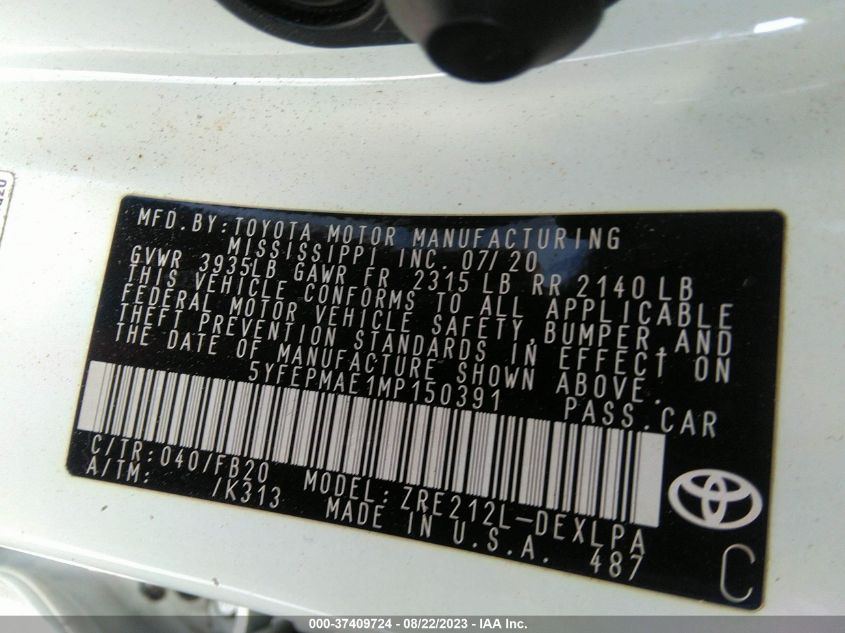 MFD. BY: TOYOTA MOTOR MANUFACTURING
MISSISSIPPI INC. 07/20
GVWR 3935LB GAWR FR 2315 LB RR 2140 LB
THIS VEHICLE CONFORMS TO ALL APPLICABLE
FEDERAL MOTOR VEHICLE SAFETY, BUMPER, AND
THEFT PREVENTION STANDARDS IN EFFECT ON
THE DATE OF MANUFACTURE SHOWN ABOVE.
5YFEPMAE1MP150391 PASS. CAR
C/TR: 040/FB20
A/TM: /K313
MODEL: ZRE212L-DEXLPA
MADE IN U.S.A. 487
C
000-37409724 - 08/22/2023 - IAA Inc.